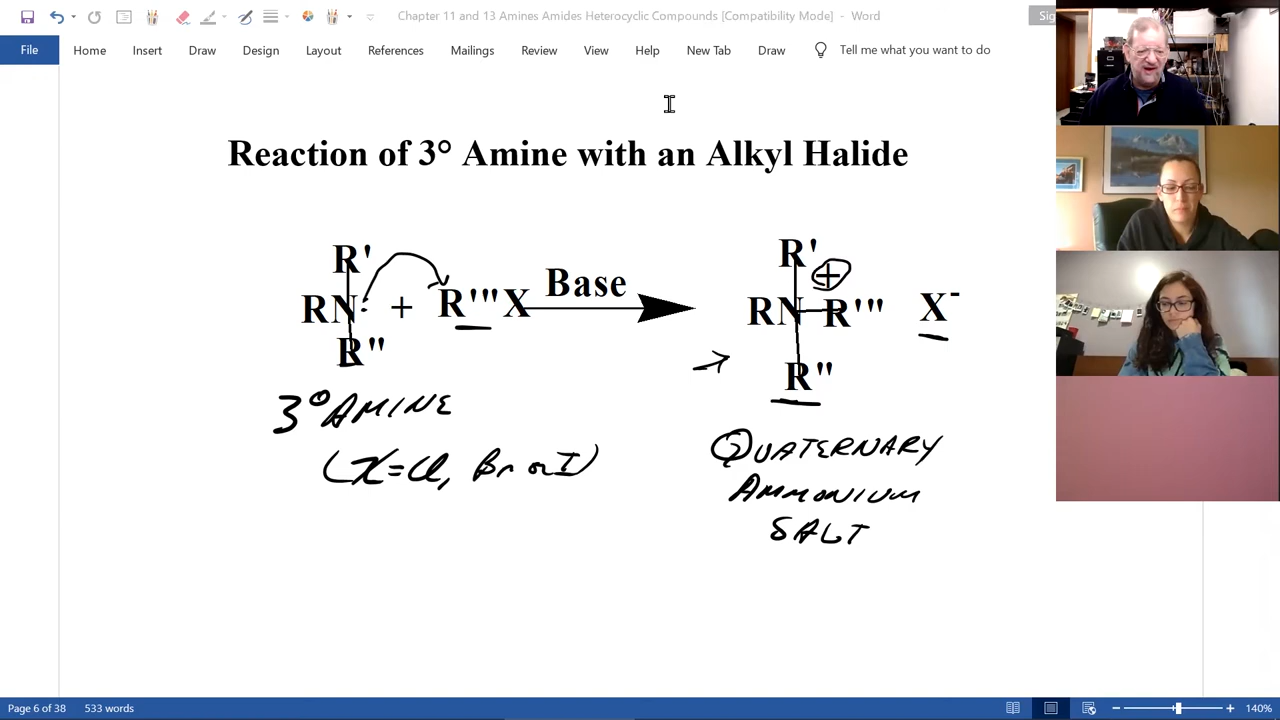 Chapter 11 and 13 Amines Amides Heterocyclic Compounds [Compatibility Mode] - Word
File Home Insert Draw Design Layout References Mailings Review View Help New Tab Draw Tell me what you want to do
Reaction of 3° Amine with an Alkyl Halide
R' R'
RN: + R'''X Base RN R''' X-
+
R'' R''
3° AMINE
(X=Cl, Br or I)
QUATERNARY
AMMONIUM
SALT
Page 6 of 38 533 words 140%